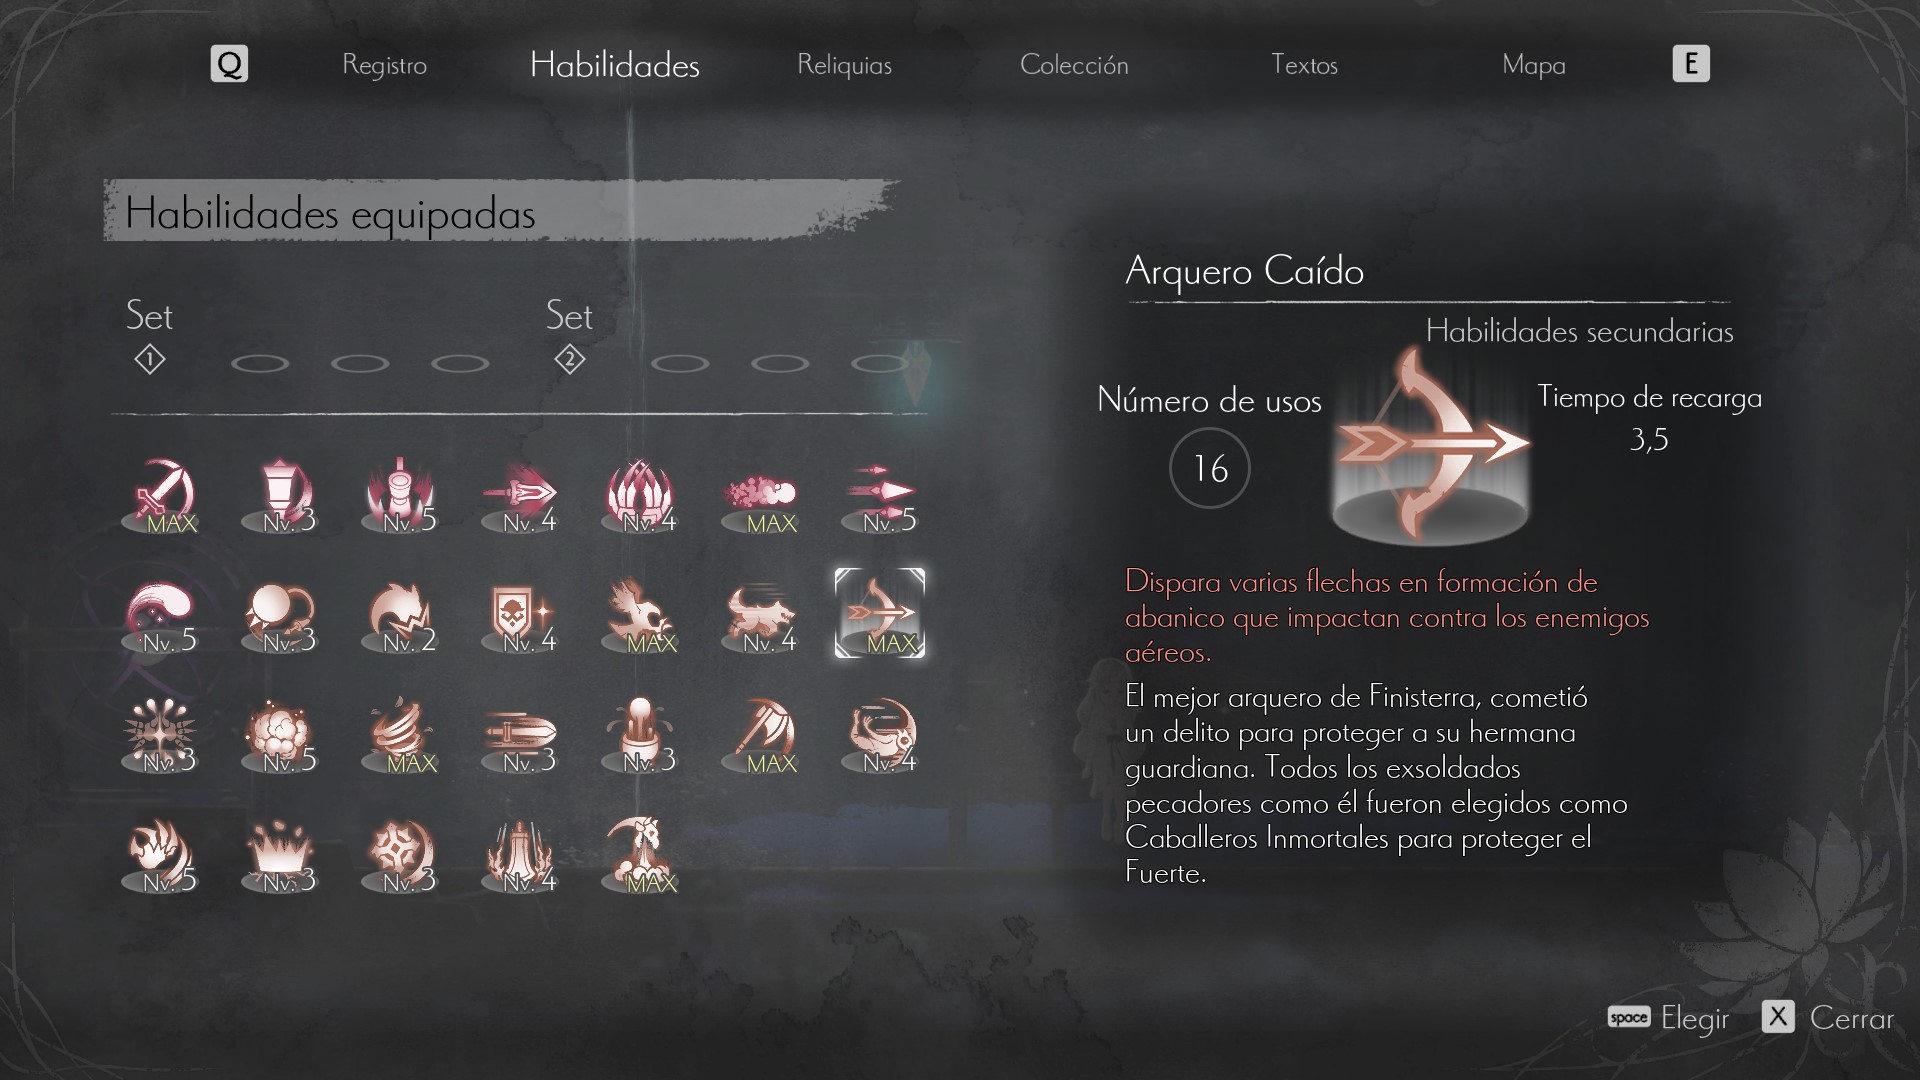 Q Registro Habilidades Reliquias Colección Textos Mapa E
Habilidades equipadas
Set Set
1 2
MAX Nv. 3 Nv. 5 Nv. 4 Nv. 4 MAX Nv. 5
Nv. 5 Nv. 3 Nv. 2 Nv. 4 MAX Nv. 4 MAX
Nv. 3 Nv. 5 MAX Nv. 3 Nv. 3 MAX Nv. 4
Nv. 5 Nv. 3 Nv. 3 Nv. 4 MAX
Arquero Caído
Habilidades secundarias
Número de usos
16
Tiempo de recarga
3,5
Dispara varias flechas en formación de
abanico que impactan contra los enemigos
aéreos.
El mejor arquero de Finisterra, cometió
un delito para proteger a su hermana
guardiana. Todos los exsoldados
pecadores como él fueron elegidos como
Caballeros Inmortales para proteger el
Fuerte.
space Elegir X Cerrar